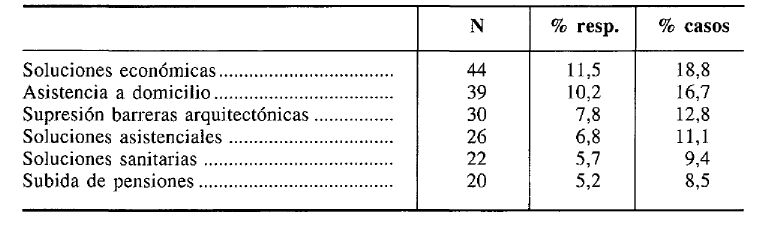 N % resp. % casos
Soluciones económicas.................................. 44 11,5 18,8
Asistencia a domicilio................................... 39 10,2 16,7
Supresión barreras arquitectónicas ............... 30 7,8 12,8
Soluciones asistenciales ................................ 26 6,8 11,1
Soluciones sanitarias .................................... 22 5,7 9,4
Subida de pensiones ...................................... 20 5,2 8,5